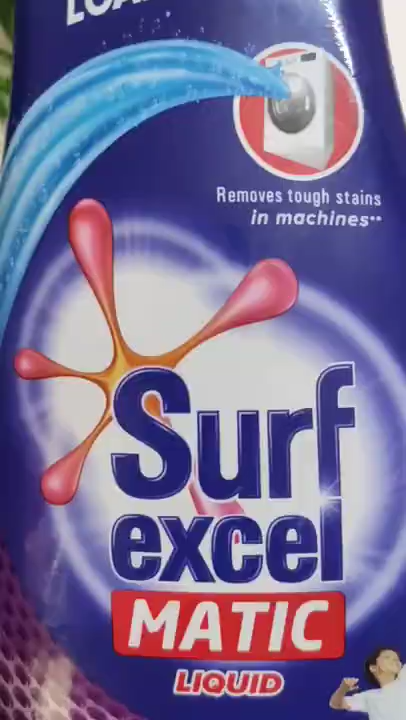 Removes tough stains
in machines••
Surf
excel
MATIC
LIQUID